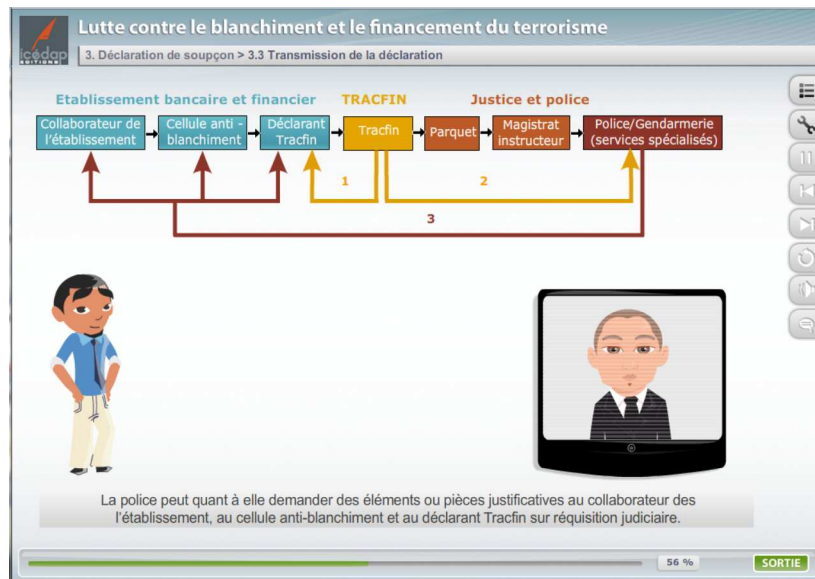 Lutte contre le blanchiment et le financement du terrorisme
icédap
EDITIONS
3. Déclaration de soupçon > 3.3 Transmission de la déclaration
Etablissement bancaire et financier TRACFIN Justice et police
Collaborateur de l'établissement
Cellule anti - blanchiment
Déclarant Tracfin
Tracfin
Parquet
Magistrat instructeur
Police/Gendarmerie (services spécialisés)
1
2
3
La police peut quant à elle demander des éléments ou pièces justificatives au collaborateur des
l'établissement, au cellule anti-blanchiment et au déclarant Tracfin sur réquisition judiciaire.
56 %
SORTIE